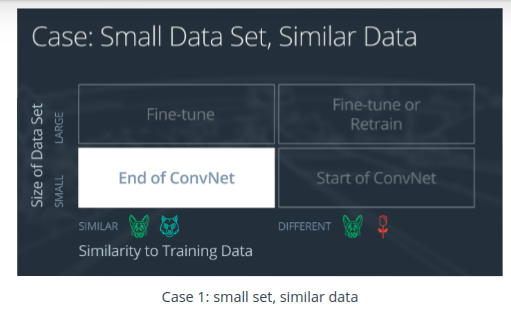 Case: Small Data Set, Similar Data
Size of Data Set
LARGE
SMALL
Fine-tune
Fine-tune or
Retrain
End of ConvNet
Start of ConvNet
SIMILAR
DIFFERENT
Similarity to Training Data
Case 1: small set, similar data